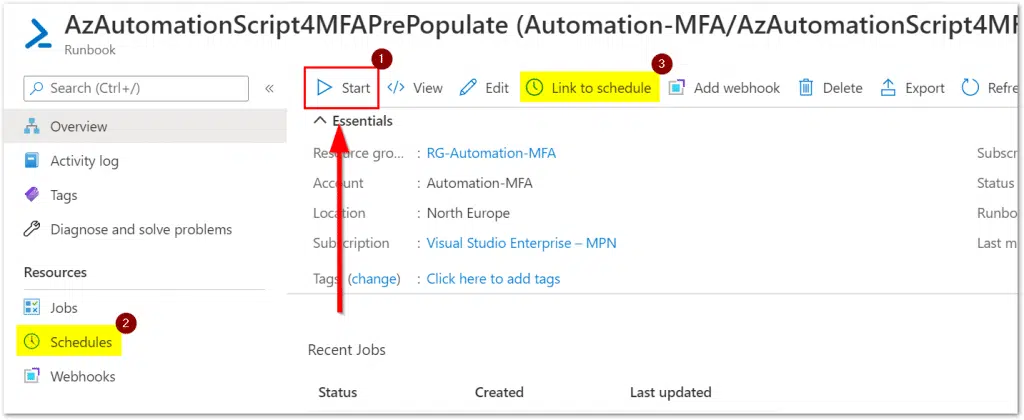 AzAutomationScript4MFAPrePopulate (Automation-MFA/AzAutomationScript4MF
Runbook
1
3
Search (Ctrl+/)
«
Start
View
Edit
Link to schedule
Add webhook
Delete
Export
Refre
Overview
Activity log
Tags
Diagnose and solve problems
Resources
Jobs
2
Schedules
Webhooks
Essentials
Resource gro... : RG-Automation-MFA
Subscr
Account : Automation-MFA
Status
Location : North Europe
Runbo
Subscription : Visual Studio Enterprise – MPN
Last m
Tags (change) : Click here to add tags
Recent Jobs
Status Created Last updated